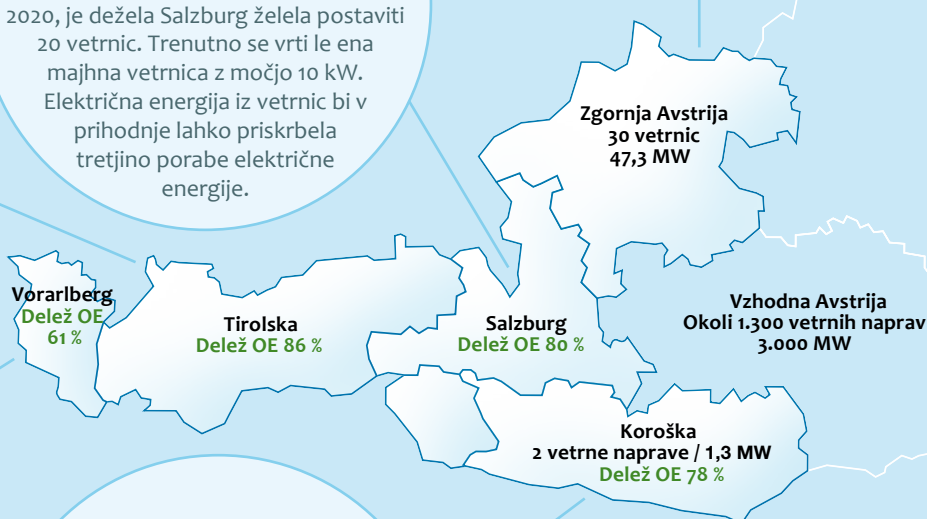 2020, je dežela Salzburg želela postaviti
20 vetrnic. Trenutno se vrti le ena
majhna vetrnica z močjo 10 kW.
Električna energija iz vetrnic bi v
prihodnje lahko priskrbela
tretjino porabe električne
energije.
Zgornja Avstrija
30 vetrnic
47,3 MW
Vorarlberg
Delež OE
61 %
Tirolska
Delež OE 86 %
Salzburg
Delež OE 80 %
Vzhodna Avstrija
Okoli 1.300 vetrnih naprav
3.000 MW
Koroška
2 vetrne naprave / 1,3 MW
Delež OE 78 %